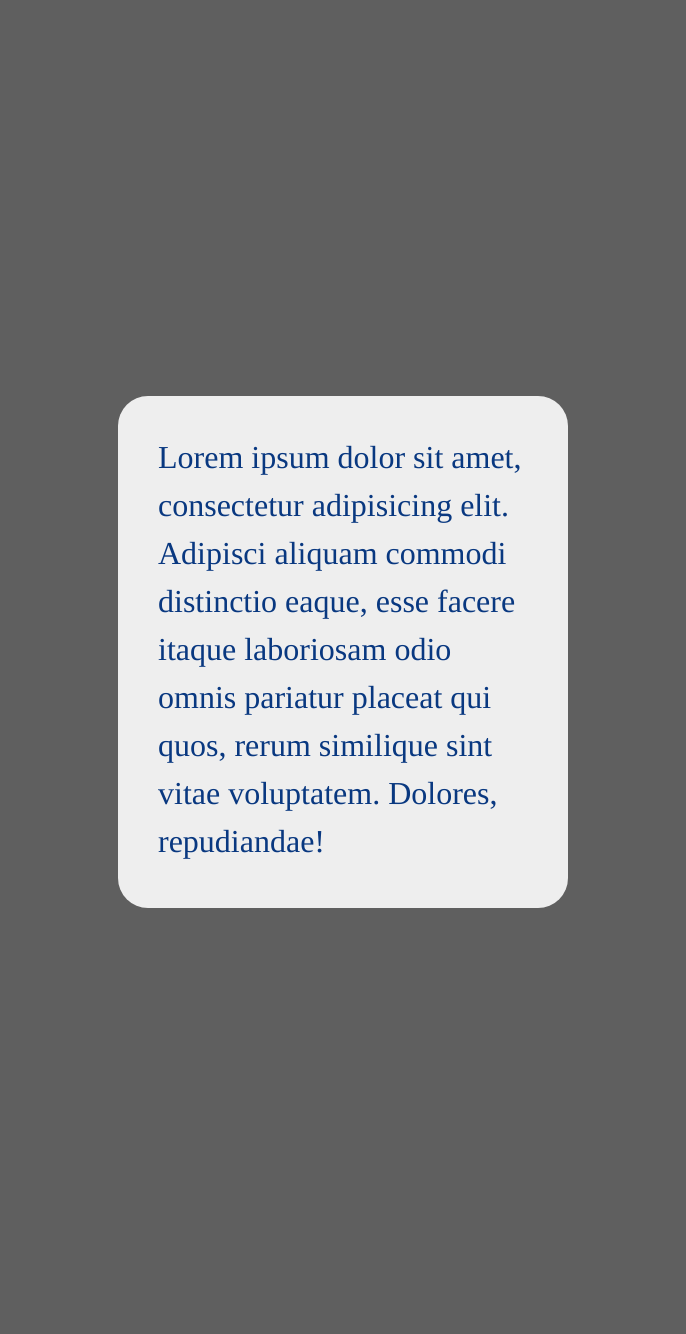 Lorem ipsum dolor sit amet,
consectetur adipisicing elit.
Adipisci aliquam commodi
distinctio eaque, esse facere
itaque laboriosam odio
omnis pariatur placeat qui
quos, rerum similique sint
vitae voluptatem. Dolores,
repudiandae!